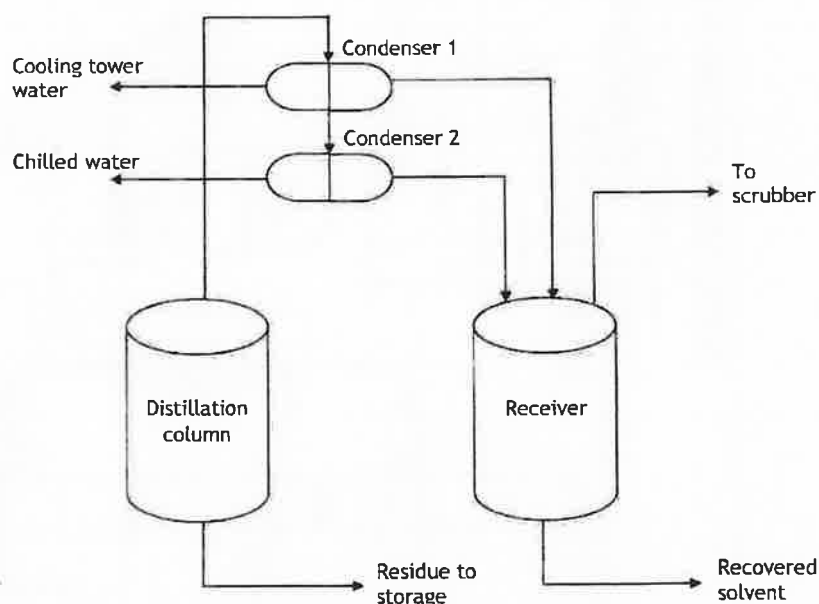 Condenser 1
Cooling tower
water
Condenser 2
Chilled water
To
scrubber
Distillation
column
Receiver
Residue to
storage
Recovered
solvent